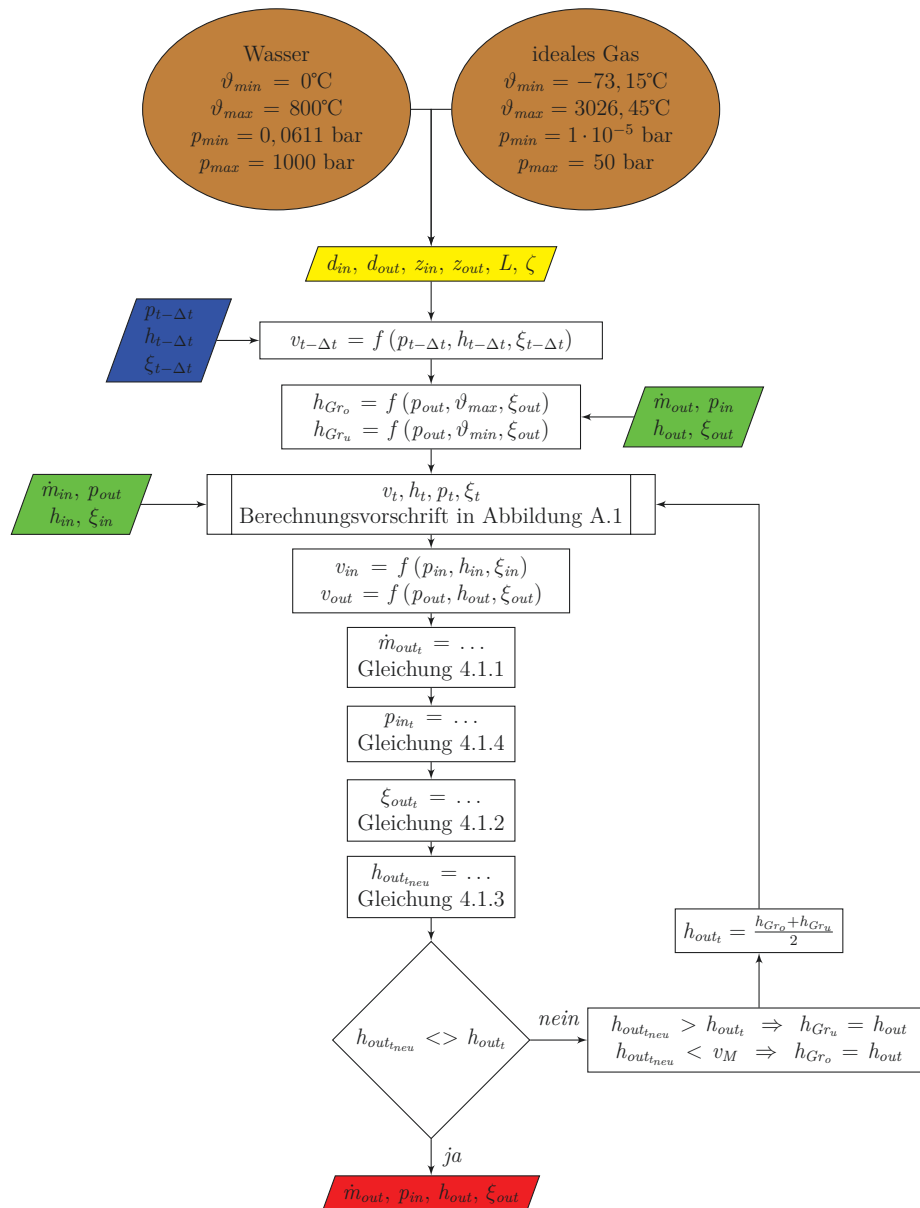 Wasser
ϑ_min = 0℃
ϑ_max = 800℃
p_min = 0,0611 bar
p_max = 1000 bar
ideales Gas
ϑ_min = −73,15℃
ϑ_max = 3026,45℃
p_min = 1 · 10^−5 bar
p_max = 50 bar
d_in, d_out, z_in, z_out, L, ζ
p_t−Δt
h_t−Δt
ξ_t−Δt
v_t−Δt = f (p_t−Δt, h_t−Δt, ξ_t−Δt)
h_Gr_o = f (p_out, ϑ_max, ξ_out)
h_Gr_u = f (p_out, ϑ_min, ξ_out)
ṁ_out, p_in
h_out, ξ_out
ṁ_in, p_out
h_in, ξ_in
v_t, h_t, p_t, ξ_t
Berechnungsvorschrift in Abbildung A.1
v_in = f (p_in, h_in, ξ_in)
v_out = f (p_out, h_out, ξ_out)
ṁ_out_t = ...
Gleichung 4.1.1
p_in_t = ...
Gleichung 4.1.4
ξ_out_t = ...
Gleichung 4.1.2
h_out_t_neu = ...
Gleichung 4.1.3
h_out_t = (h_Gr_o + h_Gr_u)/2
h_out_t_neu <> h_out_t
nein
h_out_t_neu > h_out_t ⇒ h_Gr_u = h_out
h_out_t_neu < v_M ⇒ h_Gr_o = h_out
ja
ṁ_out, p_in, h_out, ξ_out